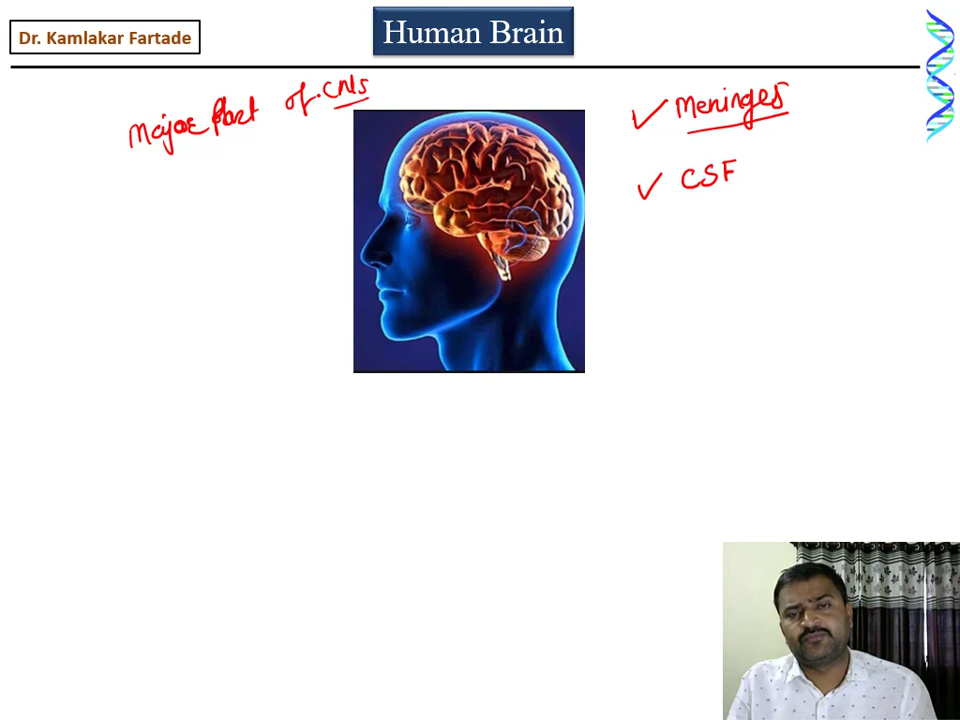 Dr. Kamlakar Fartade
Human Brain
Major Part of CNS
✓ Meninges
✓ CSF